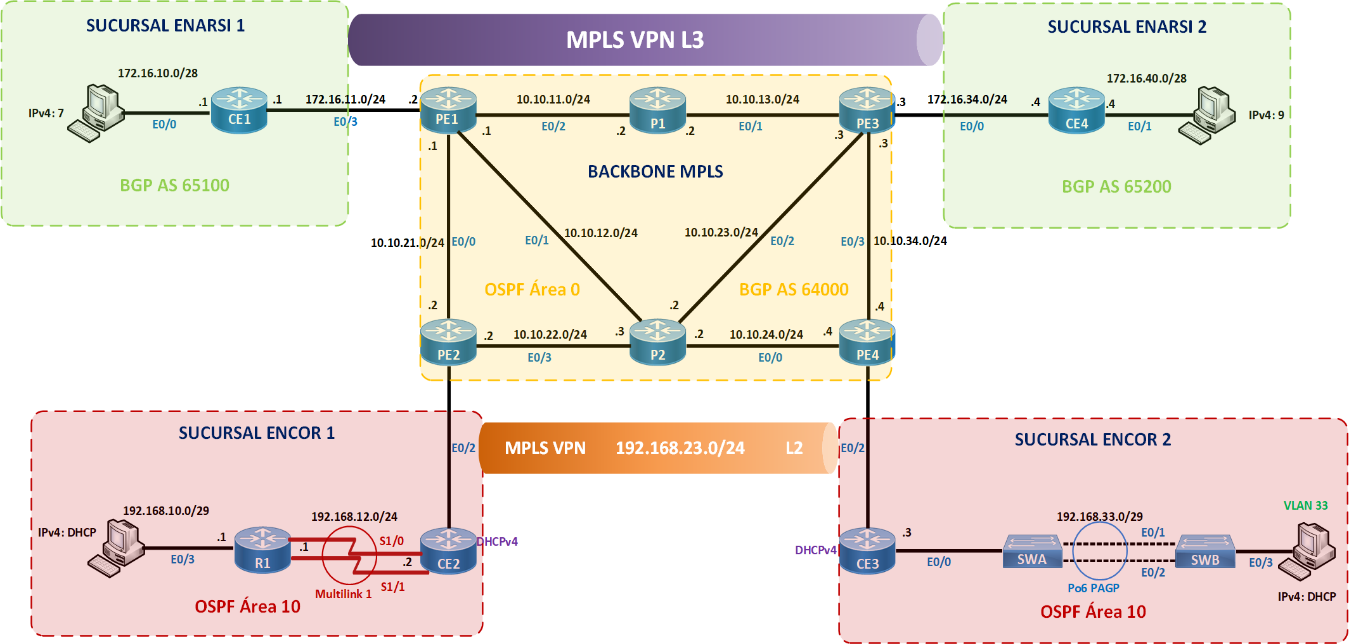 SUCURSAL ENARSI 1
MPLS VPN L3
SUCURSAL ENARSI 2
172.16.10.0/28
IPv4: 7
E0/0
.1
CE1
.1
172.16.11.0/24
E0/3
.2
PE1
10.10.11.0/24
.1
E0/2
.2
P1
10.10.13.0/24
.2
E0/1
.3
PE3
.3
172.16.34.0/24
E0/0
.4
CE4
.4
172.16.40.0/28
E0/1
IPv4: 9
BGP AS 65100
BACKBONE MPLS
BGP AS 65200
.1
.3
10.10.21.0/24
E0/0
E0/1
10.10.12.0/24
10.10.23.0/24
E0/2
E0/3
10.10.34.0/24
OSPF Área 0
BGP AS 64000
.2
PE2
.2
10.10.22.0/24
E0/3
.3
P2
.2
.2
10.10.24.0/24
E0/0
.4
PE4
.4
SUCURSAL ENCOR 1
E0/2
MPLS VPN 192.168.23.0/24 L2
E0/2
SUCURSAL ENCOR 2
192.168.10.0/29
IPv4: DHCP
E0/3
.1
R1
.1
192.168.12.0/24
S1/0
.2
S1/1
Multilink 1
DHCPv4
CE2
OSPF Área 10
DHCPv4
.3
CE3
E0/0
SWA
192.168.33.0/29
E0/1
E0/2
Po6 PAGP
SWB
E0/3
VLAN 33
IPv4: DHCP
OSPF Área 10